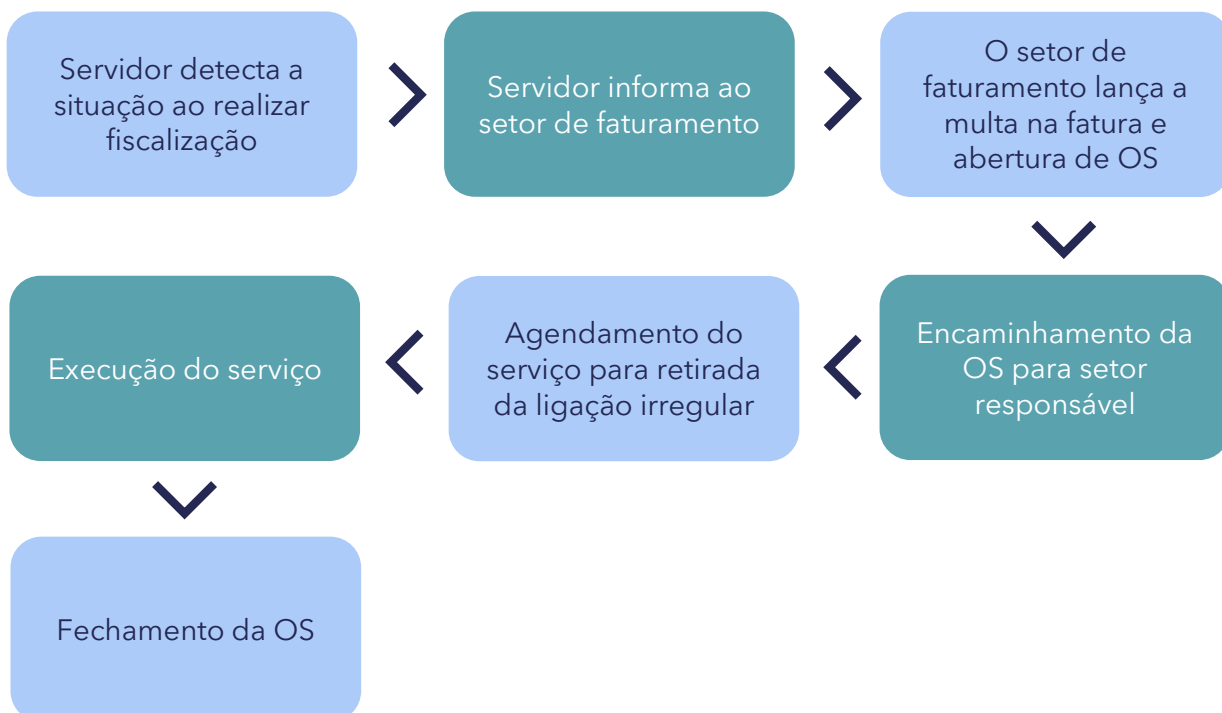 Servidor detecta a
situação ao realizar
fiscalização
Servidor informa ao
setor de faturamento
O setor de
faturamento lança a
multa na fatura e
abertura de OS
Encaminhamento da
OS para setor
responsável
Agendamento do
serviço para retirada
da ligação irregular
Execução do serviço
Fechamento da OS